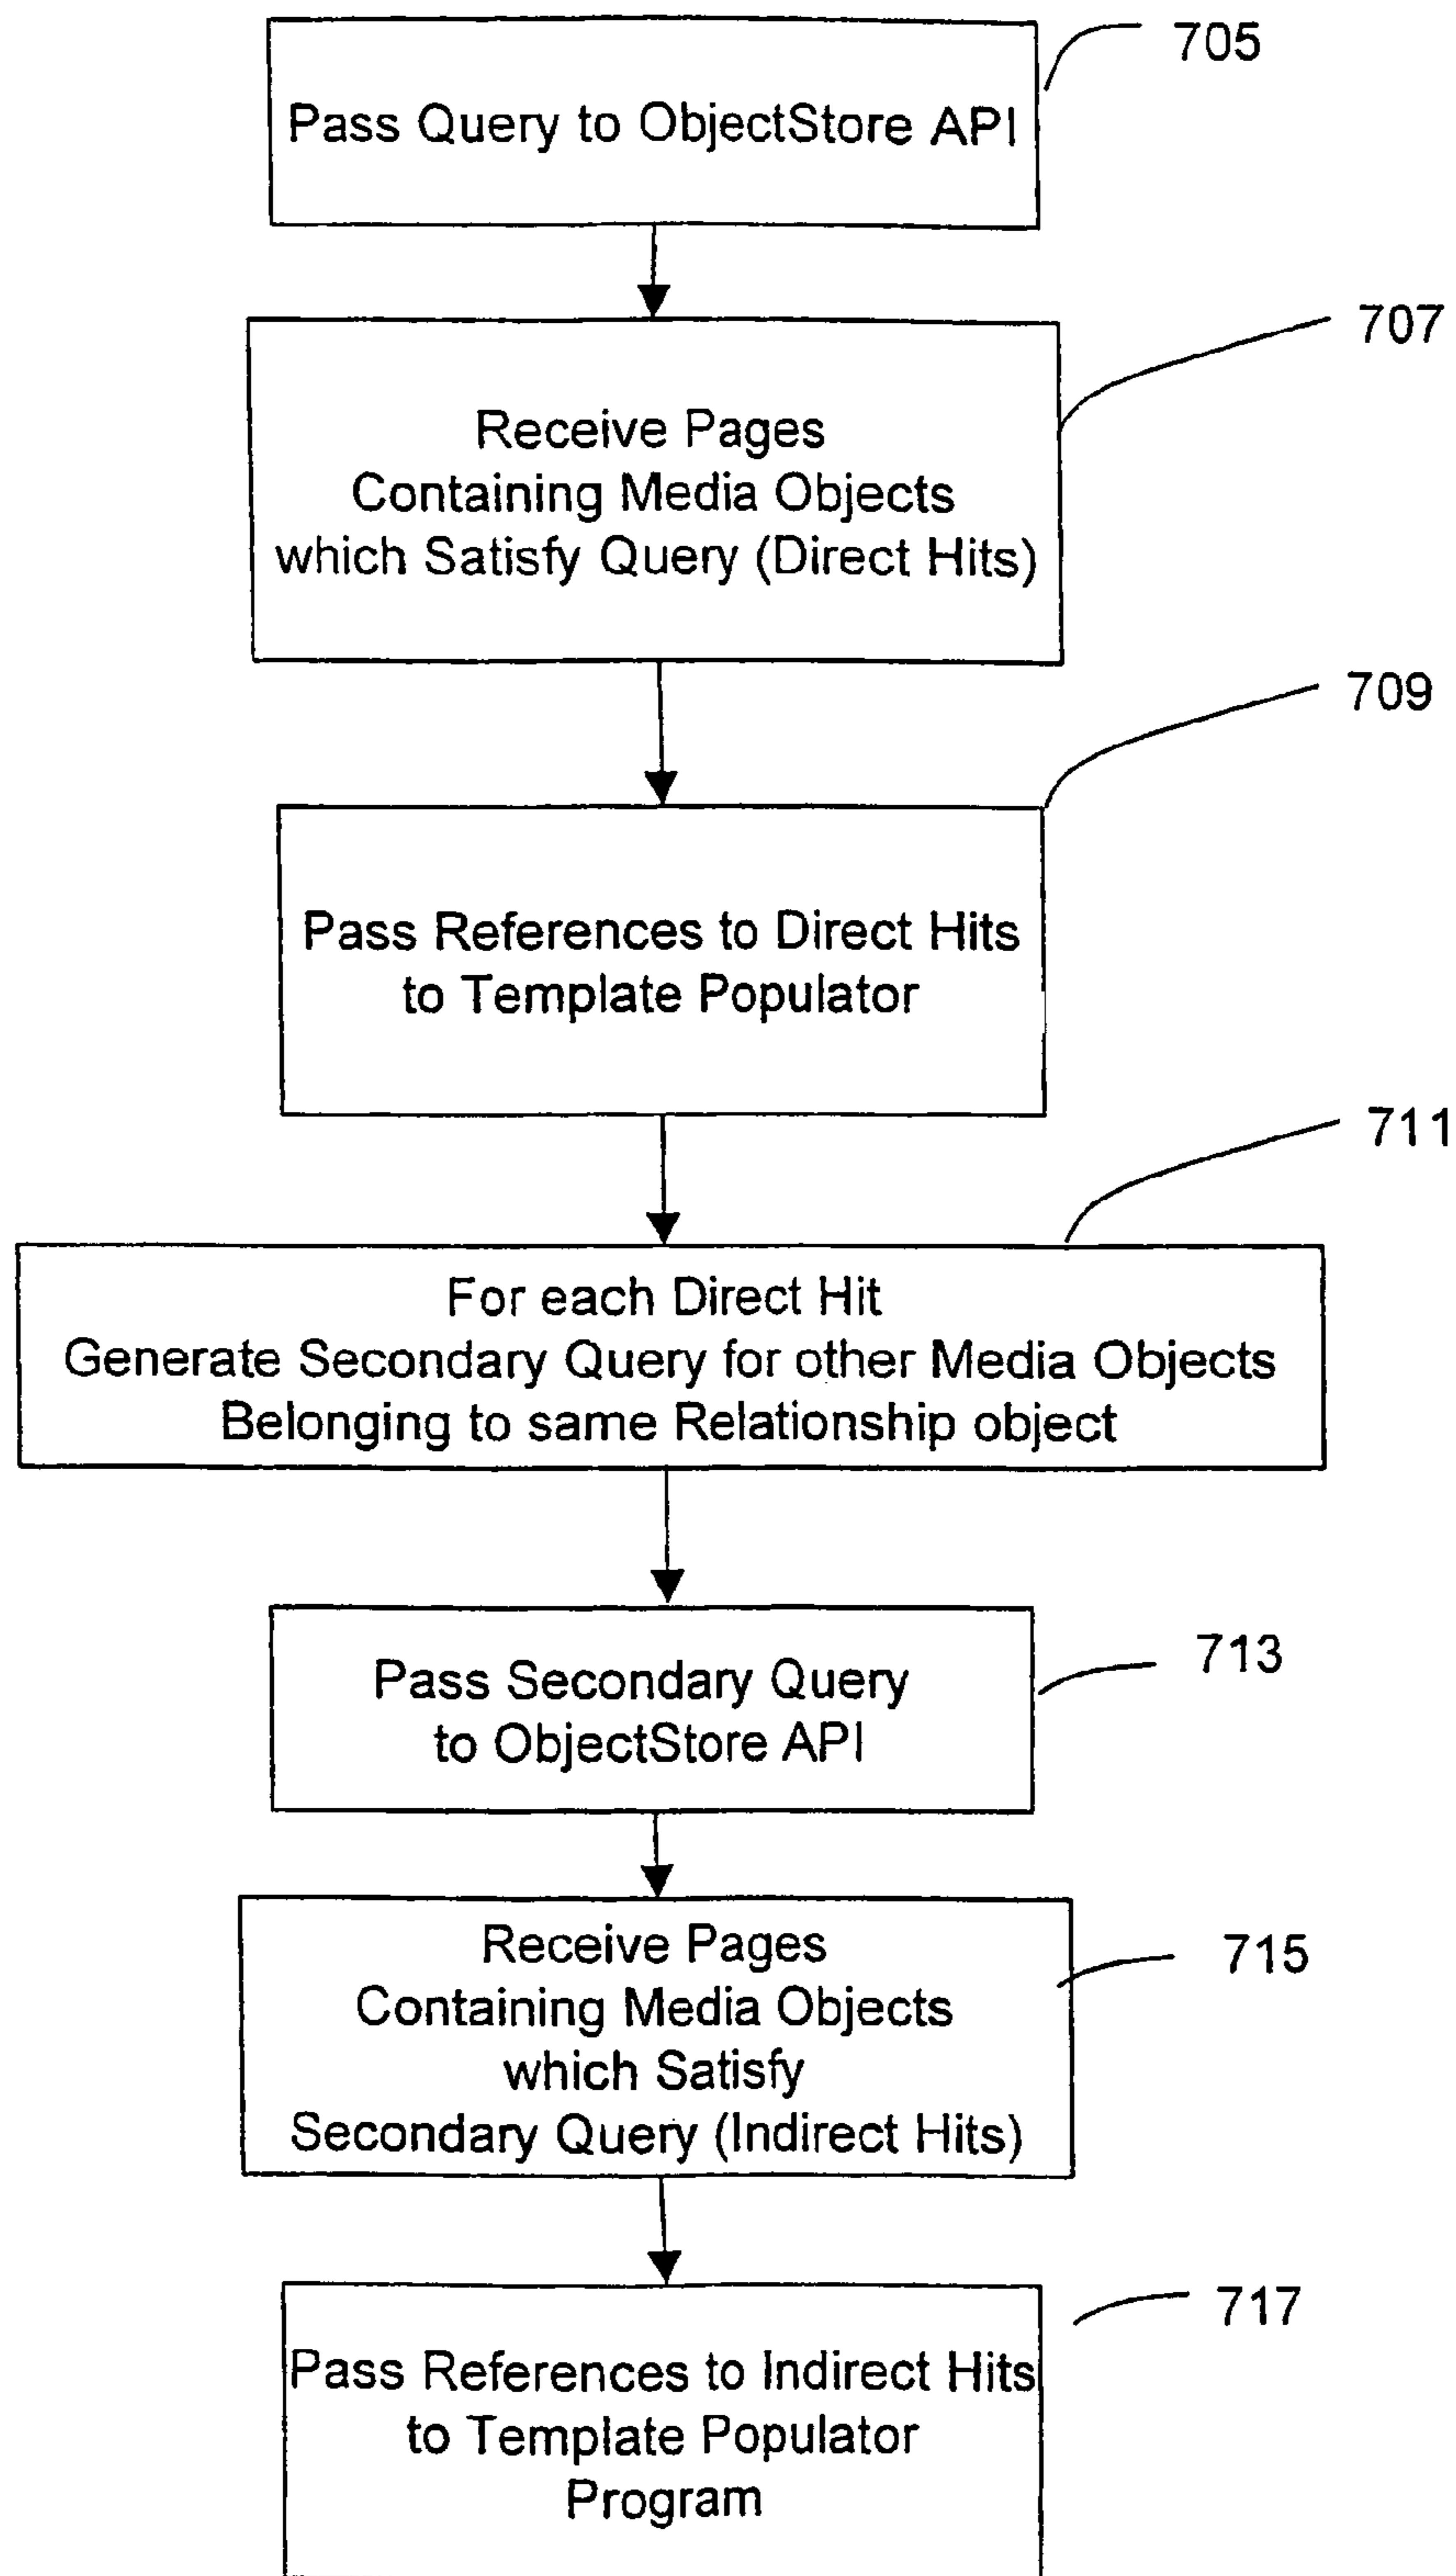 705
Pass Query to ObjectStore API
707
Receive Pages
Containing Media Objects
which Satisfy Query (Direct Hits)
709
Pass References to Direct Hits
to Template Populator
711
For each Direct Hit
Generate Secondary Query for other Media Objects
Belonging to same Relationship object
713
Pass Secondary Query
to ObjectStore API
715
Receive Pages
Containing Media Objects
which Satisfy
Secondary Query (Indirect Hits)
717
Pass References to Indirect Hits
to Template Populator
Program